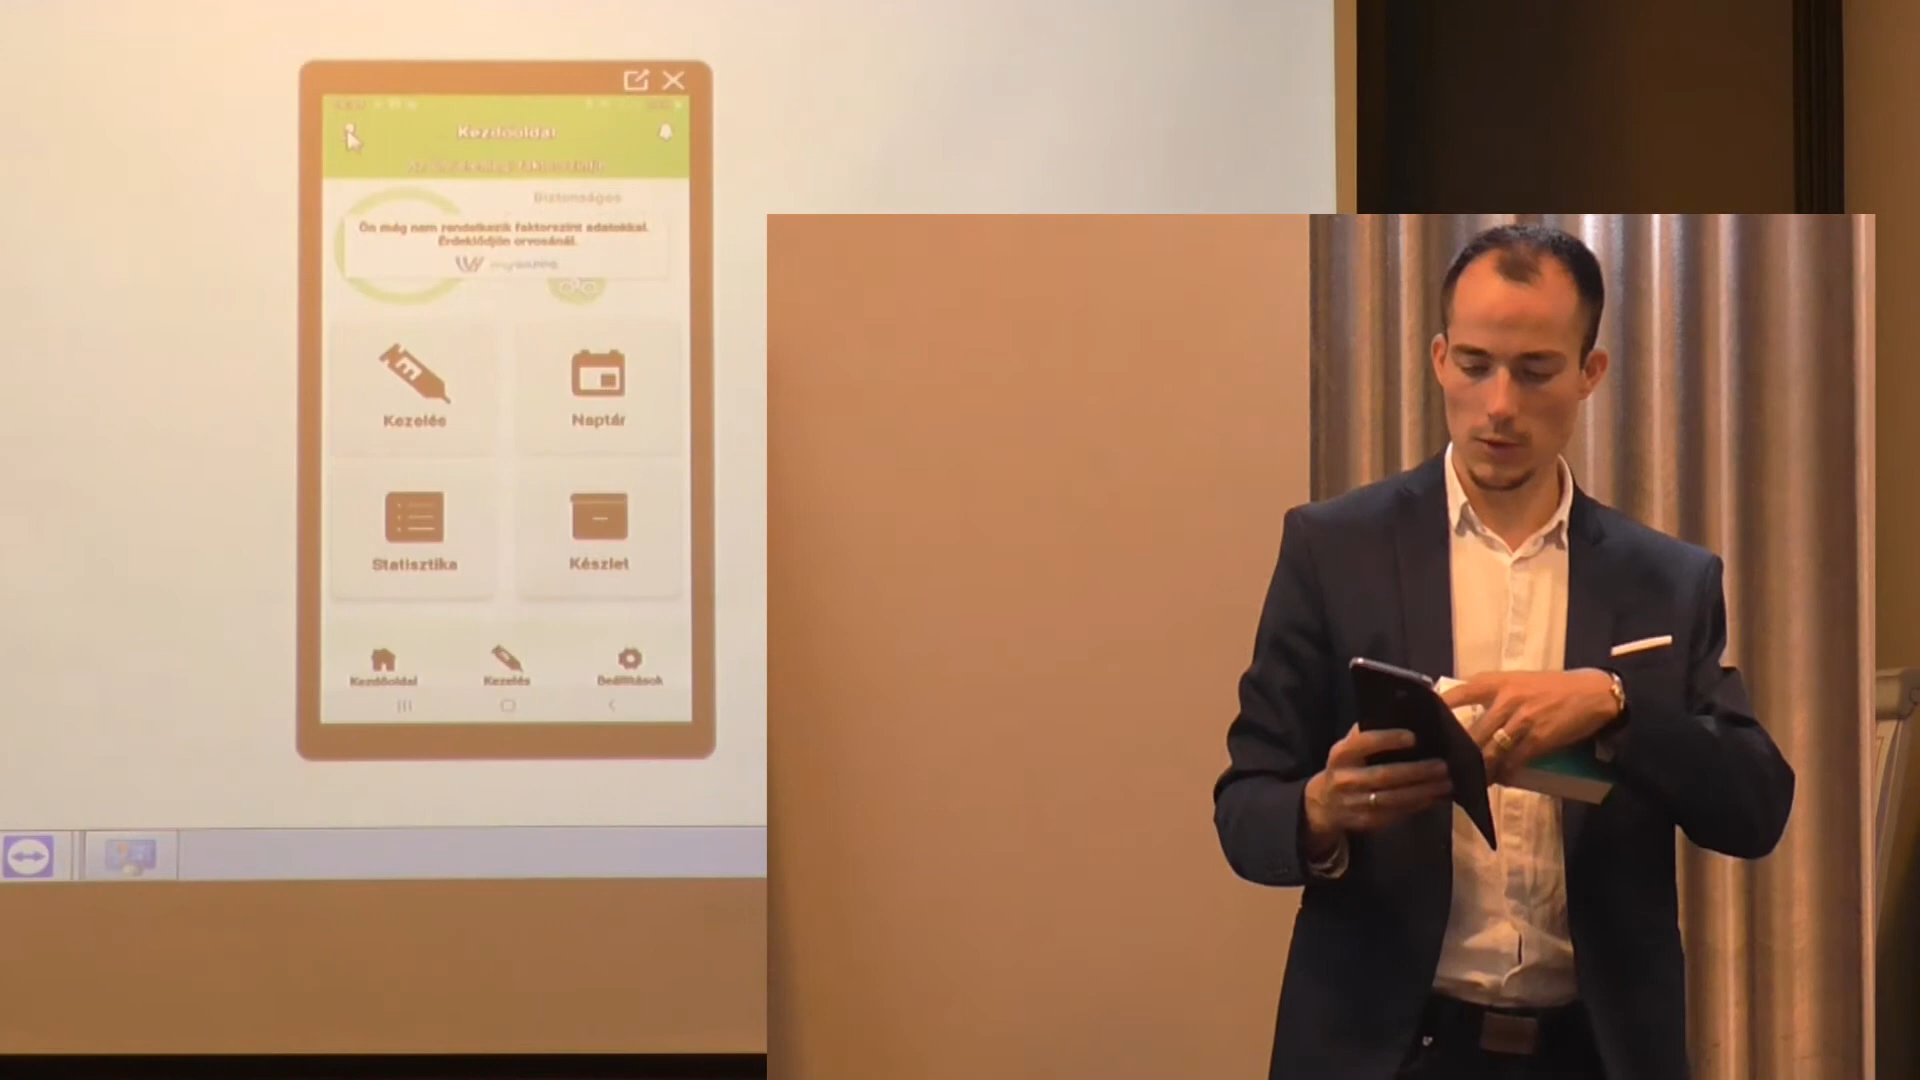 Kezdőoldal
Biztonságos
Ön még nem rendelkezik faktorszint adatokkal.
Érdeklődjön orvosánál.
Kezelés
Naptár
Statisztika
Készlet
Kezdőoldal
Kezelés
Beállítások